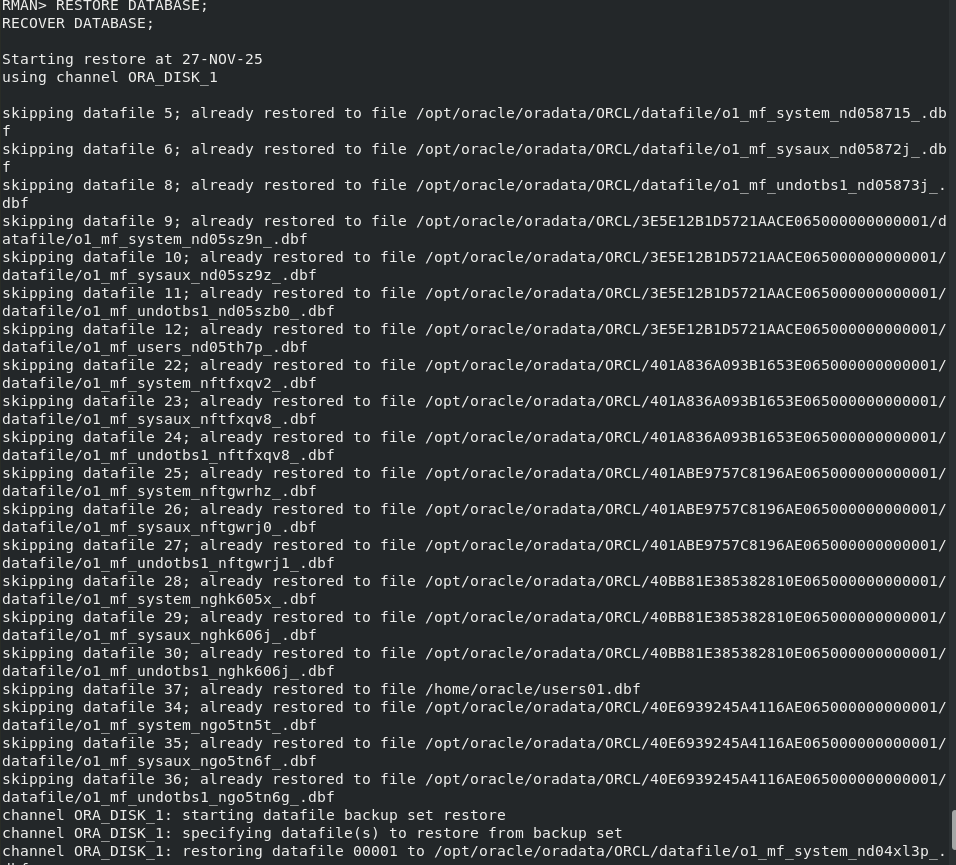 RMAN> RESTORE DATABASE;
RECOVER DATABASE;
Starting restore at 27-NOV-25
using channel ORA_DISK_1
skipping datafile 5; already restored to file /opt/oracle/oradata/ORCL/datafile/o1_mf_system_nd058715_.db
f
skipping datafile 6; already restored to file /opt/oracle/oradata/ORCL/datafile/o1_mf_sysaux_nd05872j_.db
f
skipping datafile 8; already restored to file /opt/oracle/oradata/ORCL/datafile/o1_mf_undotbs1_nd05873j_.
dbf
skipping datafile 9; already restored to file /opt/oracle/oradata/ORCL/3E5E12B1D5721AACE065000000000001/d
atafile/o1_mf_system_nd05sz9n_.dbf
skipping datafile 10; already restored to file /opt/oracle/oradata/ORCL/3E5E12B1D5721AACE065000000000001/
datafile/o1_mf_sysaux_nd05sz9z_.dbf
skipping datafile 11; already restored to file /opt/oracle/oradata/ORCL/3E5E12B1D5721AACE065000000000001/
datafile/o1_mf_undotbs1_nd05szb0_.dbf
skipping datafile 12; already restored to file /opt/oracle/oradata/ORCL/3E5E12B1D5721AACE065000000000001/
datafile/o1_mf_users_nd05th7p_.dbf
skipping datafile 22; already restored to file /opt/oracle/oradata/ORCL/401A836A093B1653E065000000000001/
datafile/o1_mf_system_nftfxqv2_.dbf
skipping datafile 23; already restored to file /opt/oracle/oradata/ORCL/401A836A093B1653E065000000000001/
datafile/o1_mf_sysaux_nftfxqv8_.dbf
skipping datafile 24; already restored to file /opt/oracle/oradata/ORCL/401A836A093B1653E065000000000001/
datafile/o1_mf_undotbs1_nftfxqv8_.dbf
skipping datafile 25; already restored to file /opt/oracle/oradata/ORCL/401ABE9757C8196AE065000000000001/
datafile/o1_mf_system_nftgwrhz_.dbf
skipping datafile 26; already restored to file /opt/oracle/oradata/ORCL/401ABE9757C8196AE065000000000001/
datafile/o1_mf_sysaux_nftgwrj0_.dbf
skipping datafile 27; already restored to file /opt/oracle/oradata/ORCL/401ABE9757C8196AE065000000000001/
datafile/o1_mf_undotbs1_nftgwrj1_.dbf
skipping datafile 28; already restored to file /opt/oracle/oradata/ORCL/40BB81E385382810E065000000000001/
datafile/o1_mf_system_nghk605x_.dbf
skipping datafile 29; already restored to file /opt/oracle/oradata/ORCL/40BB81E385382810E065000000000001/
datafile/o1_mf_sysaux_nghk606j_.dbf
skipping datafile 30; already restored to file /opt/oracle/oradata/ORCL/40BB81E385382810E065000000000001/
datafile/o1_mf_undotbs1_nghk606j_.dbf
skipping datafile 37; already restored to file /home/oracle/users01.dbf
skipping datafile 34; already restored to file /opt/oracle/oradata/ORCL/40E6939245A4116AE065000000000001/
datafile/o1_mf_system_ngo5tn5t_.dbf
skipping datafile 35; already restored to file /opt/oracle/oradata/ORCL/40E6939245A4116AE065000000000001/
datafile/o1_mf_sysaux_ngo5tn6f_.dbf
skipping datafile 36; already restored to file /opt/oracle/oradata/ORCL/40E6939245A4116AE065000000000001/
datafile/o1_mf_undotbs1_ngo5tn6g_.dbf
channel ORA_DISK_1: starting datafile backup set restore
channel ORA_DISK_1: specifying datafile(s) to restore from backup set
channel ORA_DISK_1: restoring datafile 00001 to /opt/oracle/oradata/ORCL/datafile/o1_mf_system_nd04xl3p_.